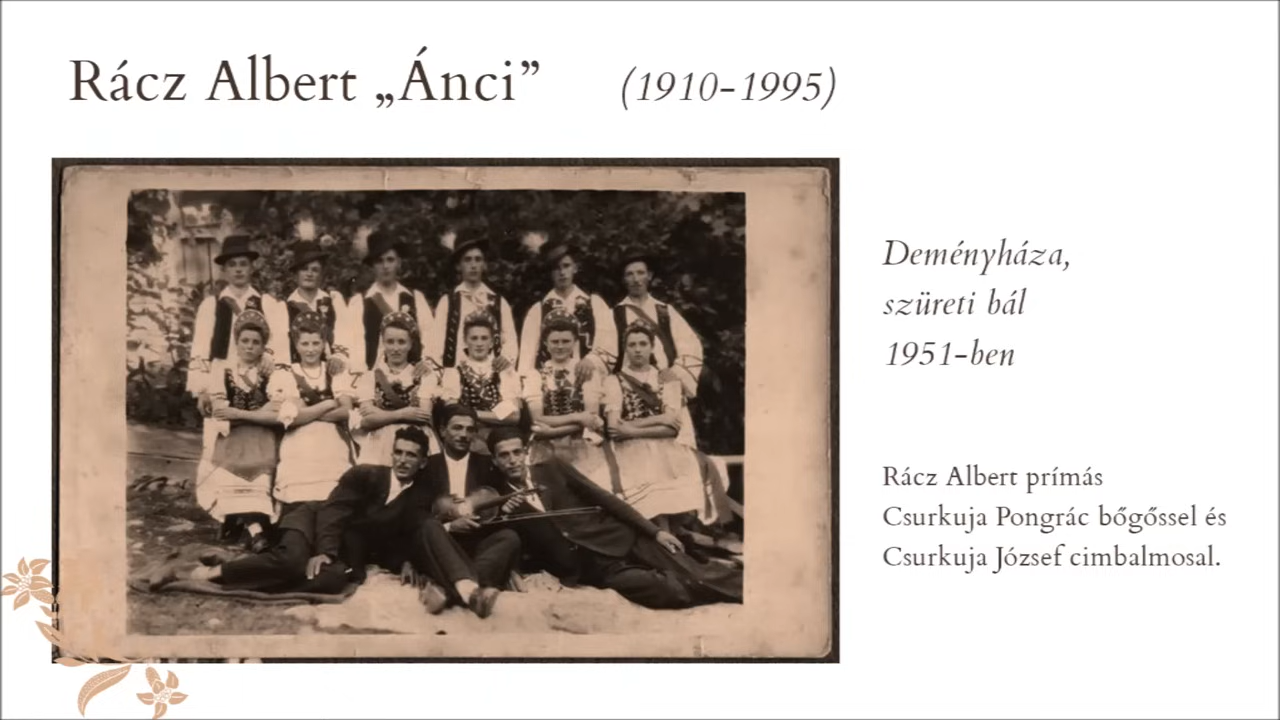 Rácz Albert „Ánci” (1910-1995)
Deményháza,
szüreti bál
1951-ben
Rácz Albert prímás
Csurkuja Pongrác bőgőssel és
Csurkuja József cimbalmosal.